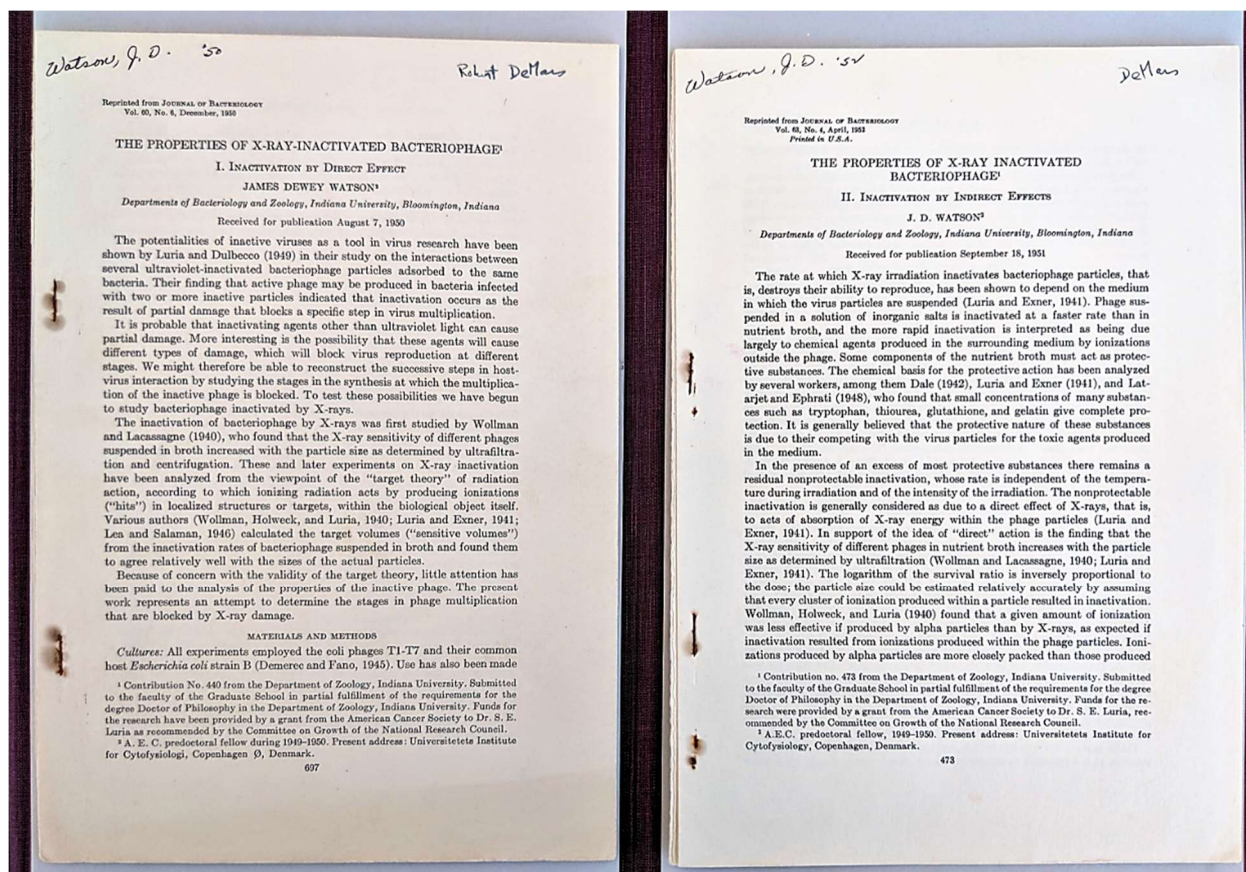 Watson, J. D. '50
Robert DeMars
Reprinted from JOURNAL OF BACTERIOLOGY
Vol. 60, No. 6, December, 1950
THE PROPERTIES OF X-RAY-INACTIVATED BACTERIOPHAGE¹
I. INACTIVATION BY DIRECT EFFECT
JAMES DEWEY WATSON²
Departments of Bacteriology and Zoology, Indiana University, Bloomington, Indiana
Received for publication August 7, 1950
The potentialities of inactive viruses as a tool in virus research have been
shown by Luria and Dulbecco (1949) in their study on the interactions between
several ultraviolet-inactivated bacteriophage particles adsorbed to the same
bacteria. Their finding that active phage may be produced in bacteria infected
with two or more inactive particles indicated that inactivation occurs as the
result of partial damage that blocks a specific step in virus multiplication.
It is probable that inactivating agents other than ultraviolet light can cause
partial damage. More interesting is the possibility that these agents will cause
different types of damage, which will block virus reproduction at different
stages. We might therefore be able to reconstruct the successive steps in host-
virus interaction by studying the stages in the synthesis at which the multiplica-
tion of the inactive phage is blocked. To test these possibilities we have begun
to study bacteriophage inactivated by X-rays.
The inactivation of bacteriophage by X-rays was first studied by Wollman
and Lacassagne (1940), who found that the X-ray sensitivity of different phages
suspended in broth increased with the particle size as determined by ultrafiltra-
tion and centrifugation. These and later experiments on X-ray inactivation
have been analyzed from the viewpoint of the "target theory" of radiation
action, according to which ionizing radiation acts by producing ionizations
("hits") in localized structures or targets, within the biological object itself.
Various authors (Wollman, Holweck, and Luria, 1940; Luria and Exner, 1941;
Lea and Salaman, 1946) calculated the target volumes ("sensitive volumes")
from the inactivation rates of bacteriophage suspended in broth and found them
to agree relatively well with the sizes of the actual particles.
Because of concern with the validity of the target theory, little attention has
been paid to the analysis of the properties of the inactive phage. The present
work represents an attempt to determine the stages in phage multiplication
that are blocked by X-ray damage.
MATERIALS AND METHODS
Cultures: All experiments employed the coli phages T1-T7 and their common
host Escherichia coli strain B (Demerec and Fano, 1945). Use has also been made
¹ Contribution No. 440 from the Department of Zoology, Indiana University. Submitted
to the faculty of the Graduate School in partial fulfillment of the requirements for the
degree Doctor of Philosophy in the Department of Zoology, Indiana University. Funds for
the research have been provided by a grant from the American Cancer Society to Dr. S. E.
Luria as recommended by the Committee on Growth of the National Research Council.
² A. E. C. predoctoral fellow during 1949-1950. Present address: Universitetets Institute
for Cytofysiologi, Copenhagen Ø, Denmark.
697
Watson, J. D. '52
DeMars
Reprinted from JOURNAL OF BACTERIOLOGY
Vol. 63, No. 4, April, 1952
Printed in U.S.A.
THE PROPERTIES OF X-RAY INACTIVATED
BACTERIOPHAGE¹
II. INACTIVATION BY INDIRECT EFFECTS
J. D. WATSON²
Departments of Bacteriology and Zoology, Indiana University, Bloomington, Indiana
Received for publication September 18, 1951
The rate at which X-ray irradiation inactivates bacteriophage particles, that
is, destroys their ability to reproduce, has been shown to depend on the medium
in which the virus particles are suspended (Luria and Exner, 1941). Phage sus-
pended in a solution of inorganic salts is inactivated at a faster rate than in
nutrient broth, and the more rapid inactivation is interpreted as being due
largely to chemical agents produced in the surrounding medium by ionizations
outside the phage. Some components of the nutrient broth must act as protec-
tive substances. The chemical basis for the protective action has been analyzed
by several workers, among them Dale (1942), Luria and Exner (1941), and Lat-
arjet and Ephrati (1948), who found that small concentrations of many substan-
ces such as tryptophan, thiourea, glutathione, and gelatin give complete pro-
tection. It is generally believed that the protective nature of these substances
is due to their competing with the virus particles for the toxic agents produced
in the medium.
In the presence of an excess of most protective substances there remains a
residual nonprotectable inactivation, whose rate is independent of the tempera-
ture during irradiation and of the intensity of the irradiation. The nonprotectable
inactivation is generally considered as due to a direct effect of X-rays, that is,
to acts of absorption of X-ray energy within the phage particles (Luria and
Exner, 1941). In support of the idea of "direct" action is the finding that the
X-ray sensitivity of different phages in nutrient broth increases with the particle
size as determined by ultrafiltration (Wollman and Lacassagne, 1940; Luria and
Exner, 1941). The logarithm of the survival ratio is inversely proportional to
the dose; the particle size could be estimated relatively accurately by assuming
that every cluster of ionization produced within a particle resulted in inactivation.
Wollman, Holweck, and Luria (1940) found that a given amount of ionization
was less effective if produced by alpha particles than by X-rays, as expected if
inactivation resulted from ionizations produced within the phage particles. Ioni-
zations produced by alpha particles are more closely packed than those produced
¹ Contribution no. 473 from the Department of Zoology, Indiana University. Submitted
to the faculty of the Graduate School in partial fulfillment of the requirements for the degree
Doctor of Philosophy in the Department of Zoology, Indiana University. Funds for the re-
search were provided by a grant from the American Cancer Society to Dr. S. E. Luria, rec-
ommended by the Committee on Growth of the National Research Council.
² A.E.C. predoctoral fellow, 1949-1950. Present address: Universitetets Institute for
Cytofysiology, Copenhagen, Denmark.
473